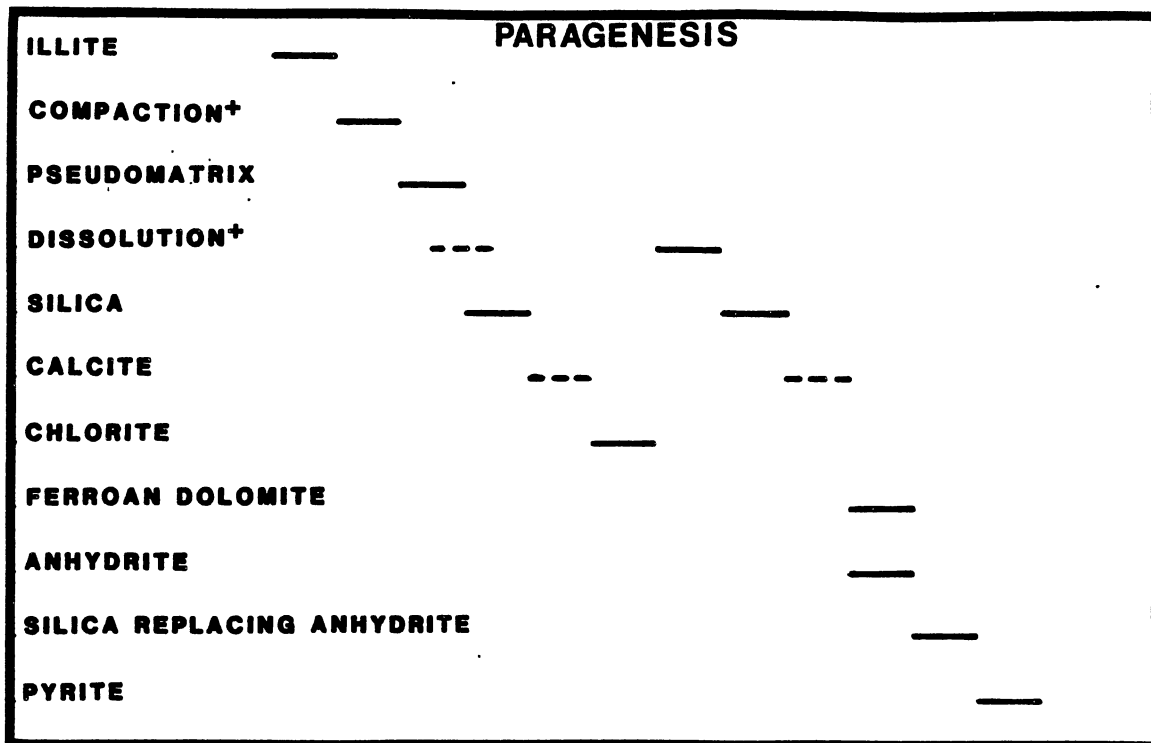 PARAGENESIS
ILLITE
COMPACTION+
PSEUDOMATRIX
DISSOLUTION+
SILICA
CALCITE
CHLORITE
FERROAN DOLOMITE
ANHYDRITE
SILICA REPLACING ANHYDRITE
PYRITE